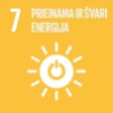 7 PRIEINAMA IR ŠVARI
ENERGIJA